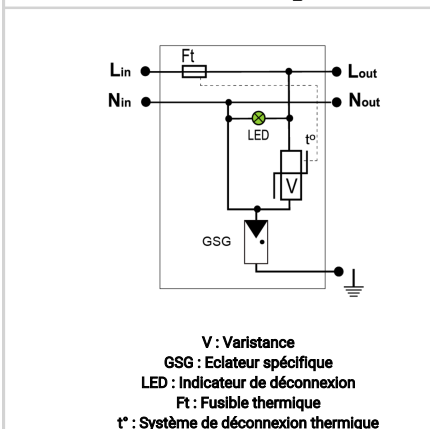 Ft
Lin Lout
Nin Nout
LED
t°
V
GSG
V : Varistance
GSG : Eclateur spécifique
LED : Indicateur de déconnexion
Ft : Fusible thermique
t° : Système de déconnexion thermique